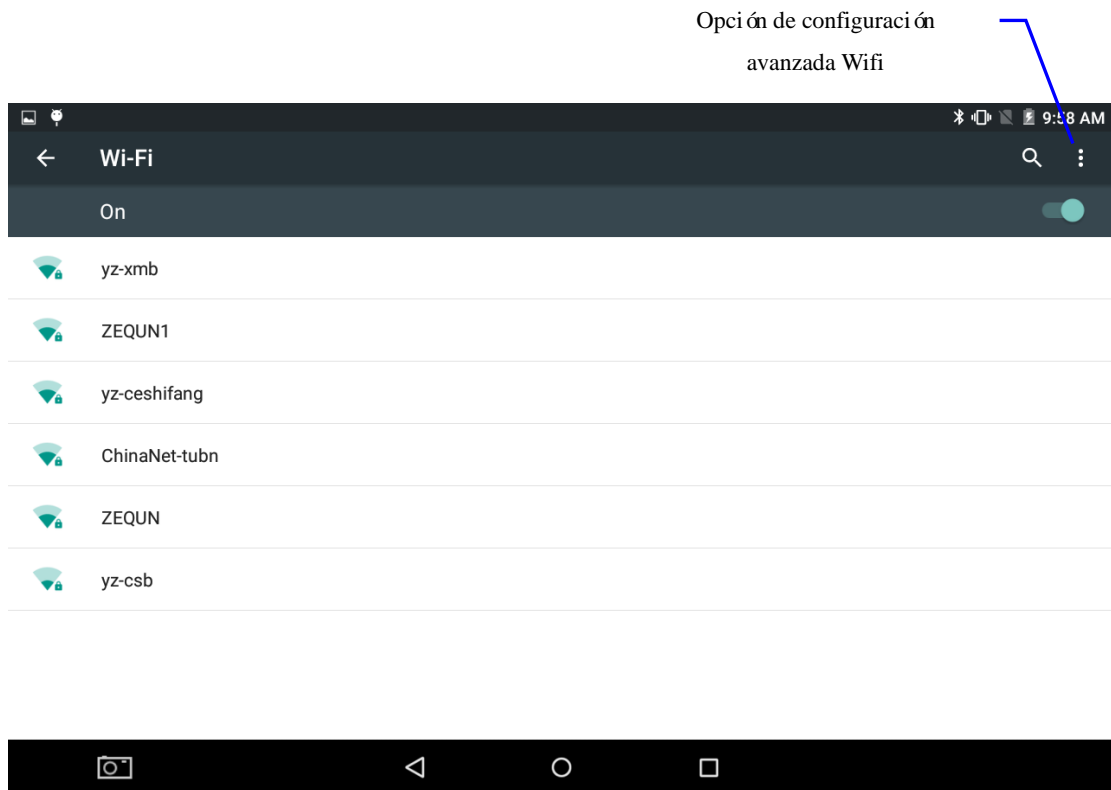 Opción de configuración
avanzada Wifi
9:58 AM
Wi-Fi
On
yz-xmb
ZEQUN1
yz-ceshifang
ChinaNet-tubn
ZEQUN
yz-csb